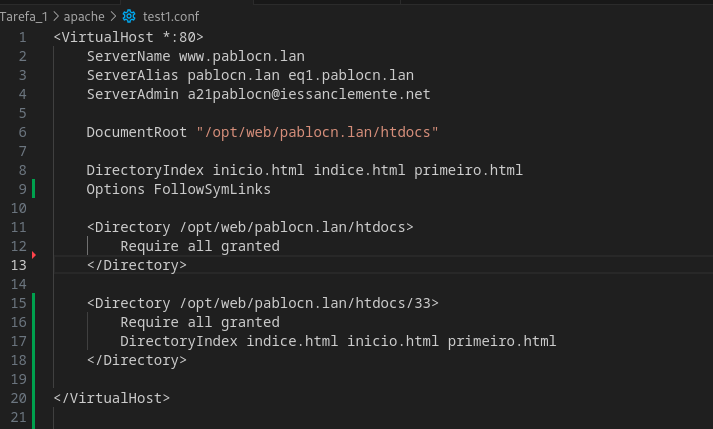 Tarefa_1 > apache > test1.conf
1 <VirtualHost *:80>
2 ServerName www.pablocn.lan
3 ServerAlias pablocn.lan eq1.pablocn.lan
4 ServerAdmin a21pablocn@iessanclemente.net
5
6 DocumentRoot "/opt/web/pablocn.lan/htdocs"
7
8 DirectoryIndex inicio.html indice.html primeiro.html
9 Options FollowSymLinks
10
11 <Directory /opt/web/pablocn.lan/htdocs>
12 Require all granted
13 </Directory>
14
15 <Directory /opt/web/pablocn.lan/htdocs/33>
16 Require all granted
17 DirectoryIndex indice.html inicio.html primeiro.html
18 </Directory>
19
20 </VirtualHost>
21